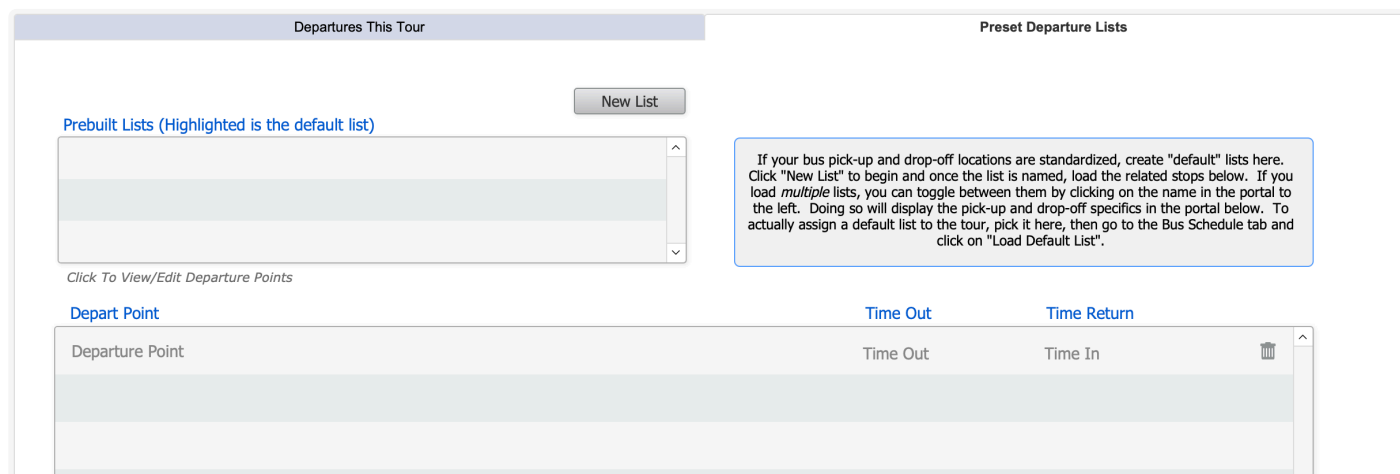 Departures This Tour
Preset Departure Lists
New List
Prebuilt Lists (Highlighted is the default list)
If your bus pick-up and drop-off locations are standardized, create "default" lists here.
Click "New List" to begin and once the list is named, load the related stops below.  If you
load multiple lists, you can toggle between them by clicking on the name in the portal to
the left.  Doing so will display the pick-up and drop-off specifics in the portal below.  To
actually assign a default list to the tour, pick it here, then go to the Bus Schedule tab and
click on "Load Default List".
Click To View/Edit Departure Points
Depart Point
Time Out
Time Return
Departure Point
Time Out
Time In